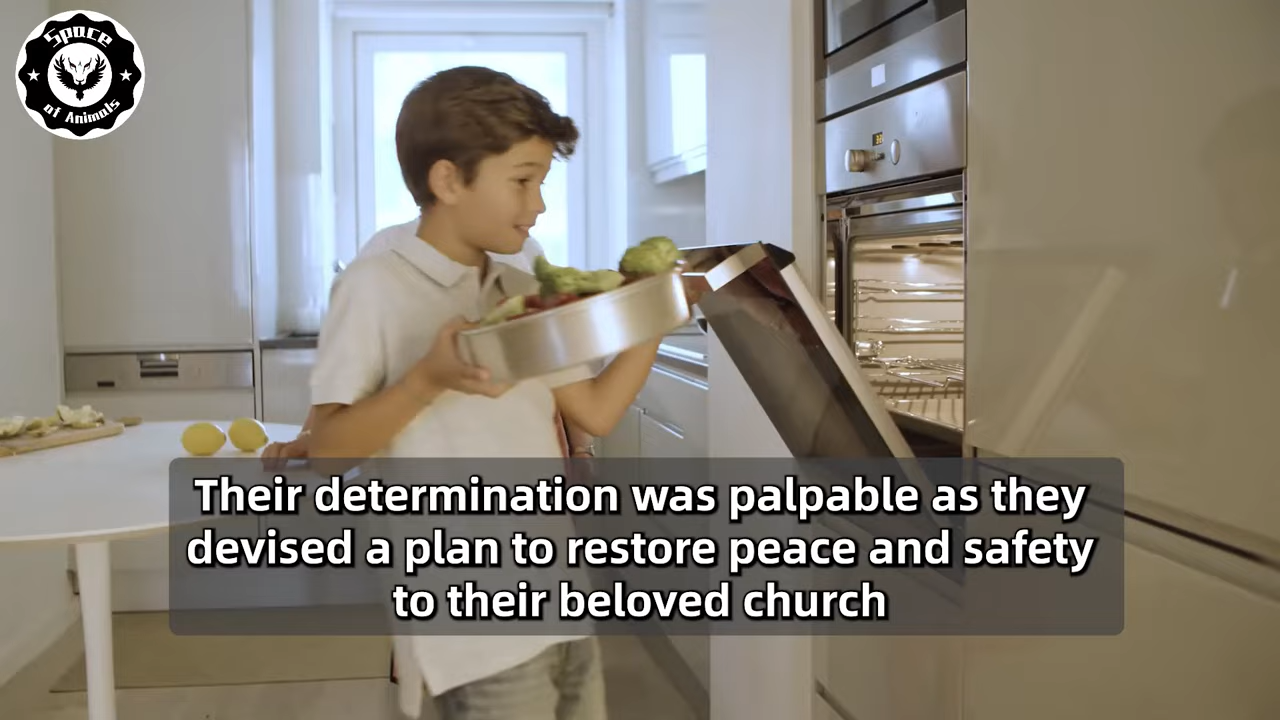 Space
of Animals
Their determination was palpable as they
devised a plan to restore peace and safety
to their beloved church